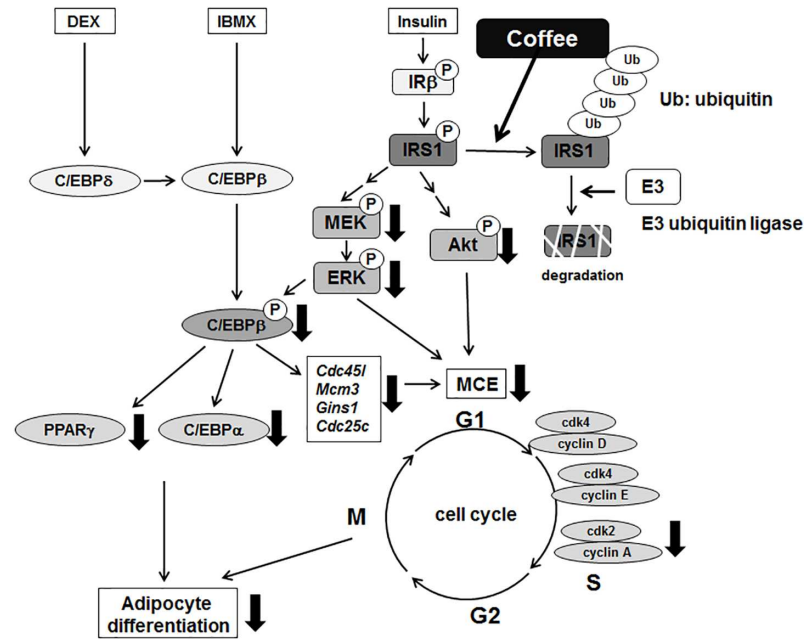 DEX
IBMX
Insulin
Coffee
IRβ
P
Ub
Ub
Ub
Ub
Ub: ubiquitin
IRS1
P
IRS1
C/EBPδ
C/EBPβ
E3
E3 ubiquitin ligase
MEK
P
Akt
P
IRS1
degradation
ERK
P
C/EBPβ
P
Cdc45l
Mcm3
Gins1
Cdc25c
MCE
PPARγ
C/EBPα
G1
cdk4
cyclin D
cdk4
cyclin E
cdk2
cyclin A
M
cell cycle
S
G2
Adipocyte
differentiation